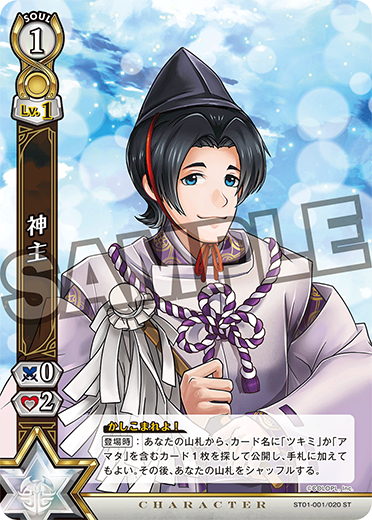 SOUL
1
Lv. 1
神主
0
2
SAMPLE
かしこまれよ!
登場時:あなたの山札から、カード名に「ツキミ」か「ア
マタ」を含むカード1枚を探して公開し、手札に加えて
もよい。その後、あなたの山札をシャッフルする。
©COLOPL, Inc.
CHARACTER
ST01-001/020 ST